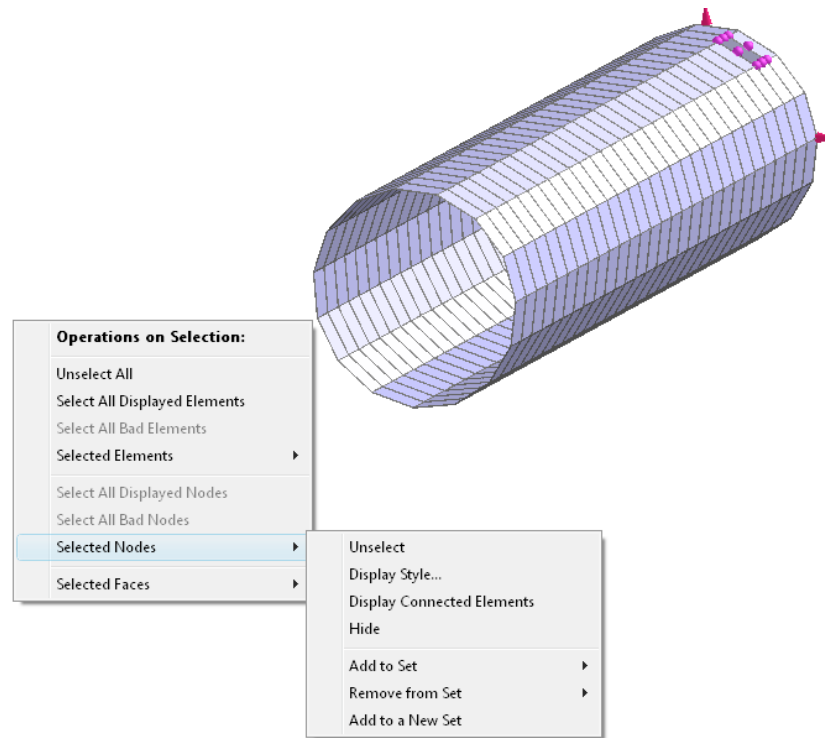 Operations on Selection:
Unselect All
Select All Displayed Elements
Select All Bad Elements
Selected Elements
Select All Displayed Nodes
Select All Bad Nodes
Selected Nodes
Selected Faces
Unselect
Display Style...
Display Connected Elements
Hide
Add to Set
Remove from Set
Add to a New Set